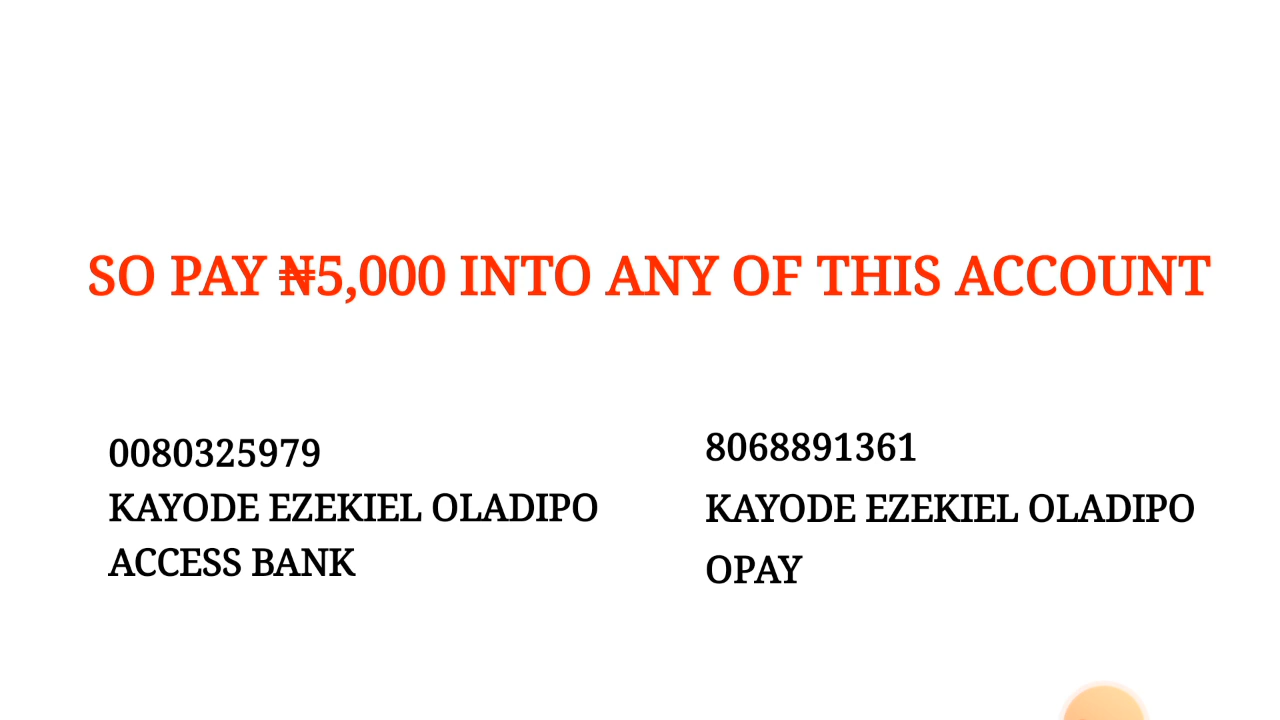 SO PAY ₦5,000 INTO ANY OF THIS ACCOUNT
0080325979
KAYODE EZEKIEL OLADIPO
ACCESS BANK
8068891361
KAYODE EZEKIEL OLADIPO
OPAY